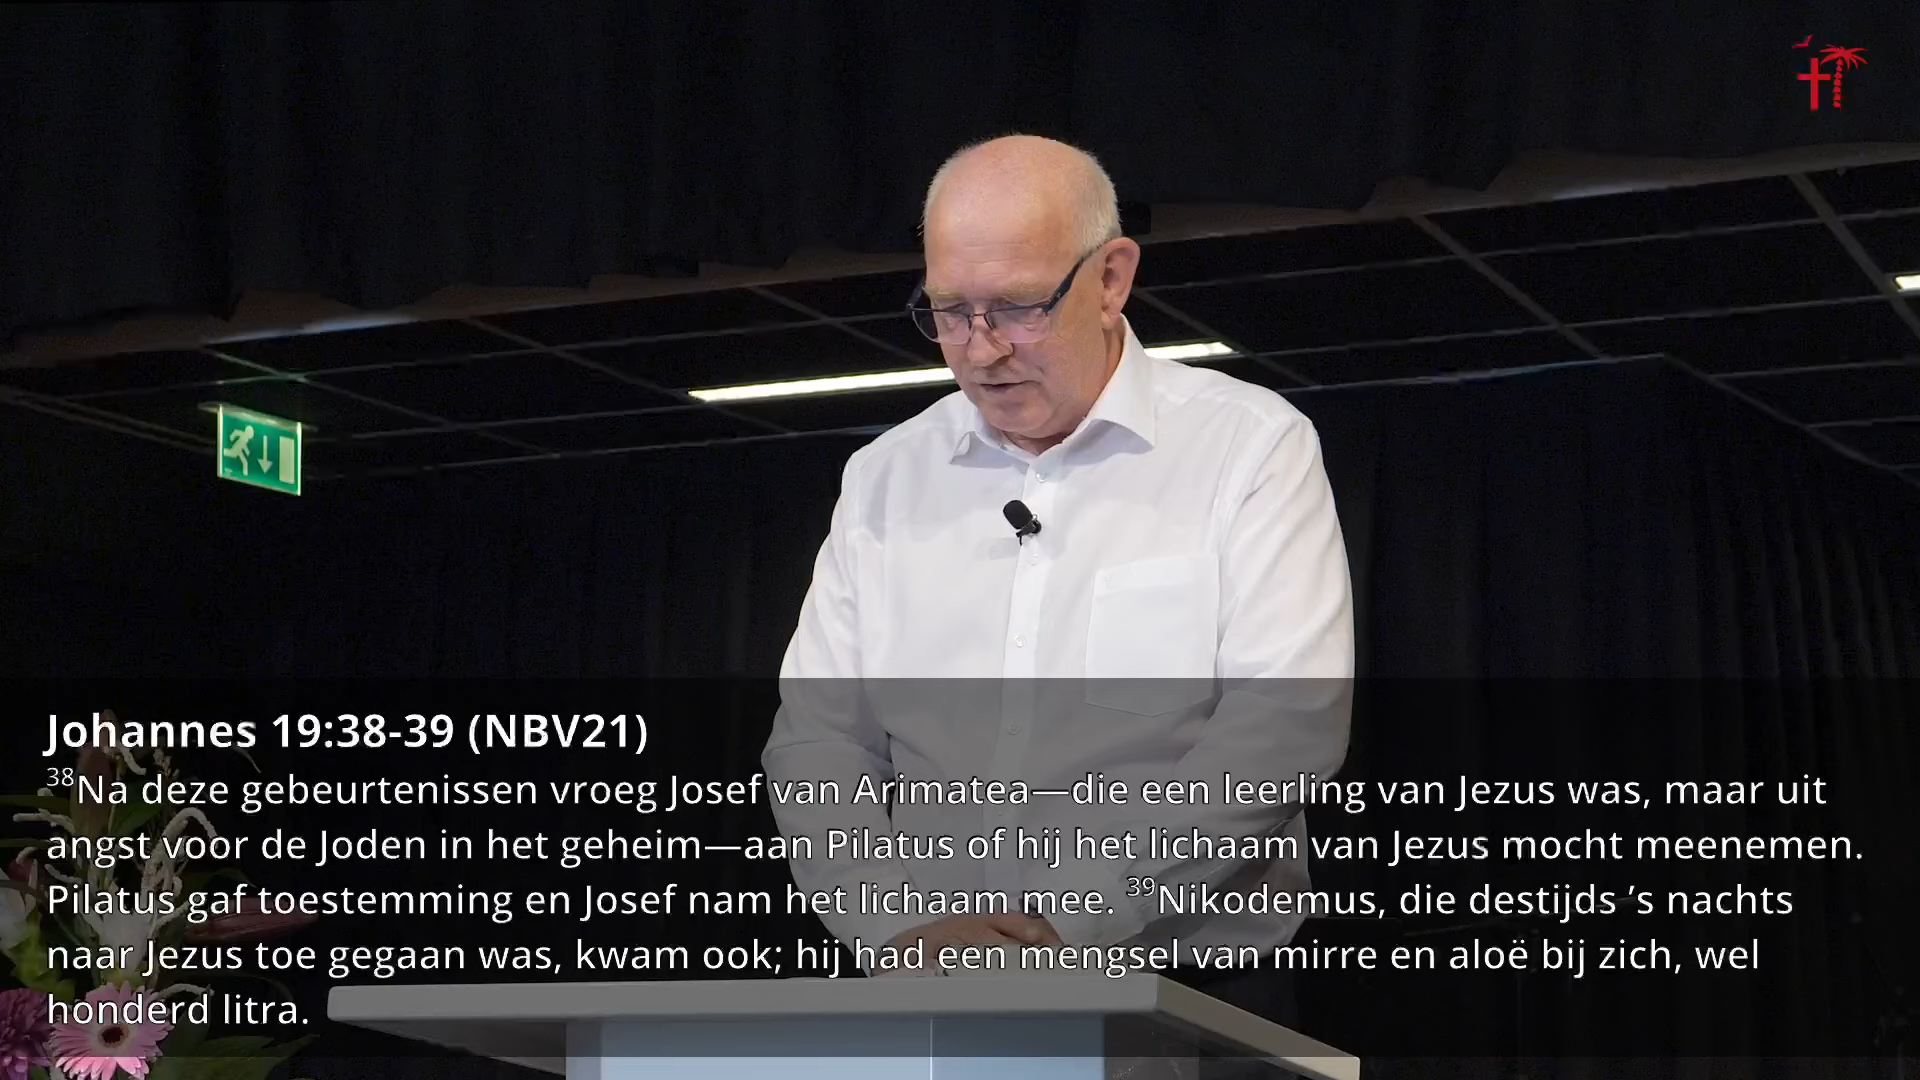 Johannes 19:38-39 (NBV21)
38Na deze gebeurtenissen vroeg Josef van Arimatea—die een leerling van Jezus was, maar uit
angst voor de Joden in het geheim—aan Pilatus of hij het lichaam van Jezus mocht meenemen.
Pilatus gaf toestemming en Josef nam het lichaam mee. 39Nikodemus, die destijds ’s nachts
naar Jezus toe gegaan was, kwam ook; hij had een mengsel van mirre en aloë bij zich, wel
honderd litra.